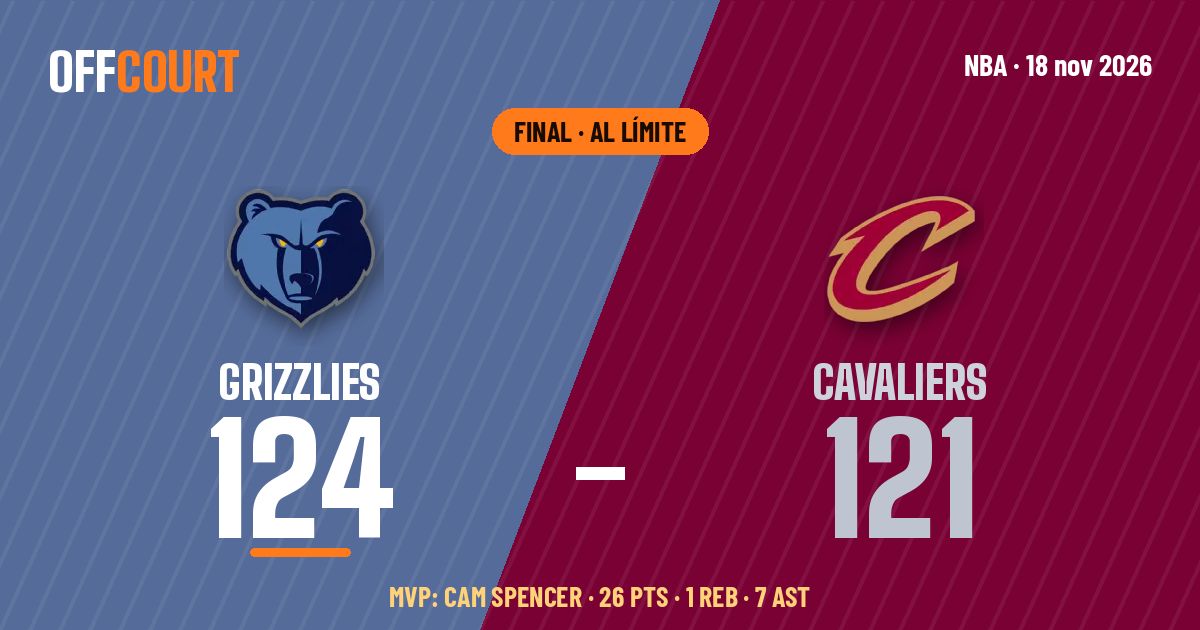 OFFCOURT
NBA · 18 nov 2026
FINAL · AL LÍMITE
GRIZZLIES
CAVALIERS
124 – 121
MVP: CAM SPENCER · 26 PTS · 1 REB · 7 AST